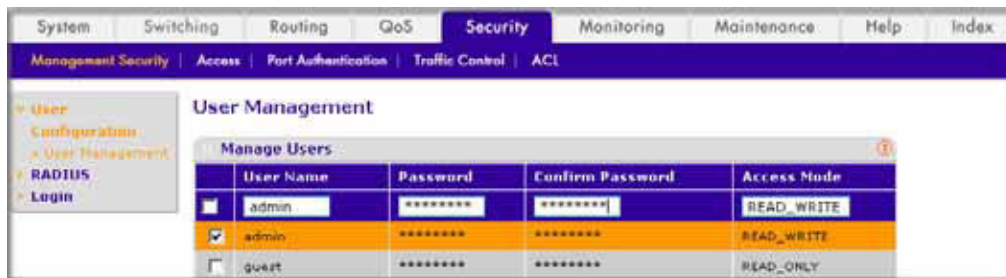 System Switching Routing QoS Security Monitoring Maintenance Help Index
Management Security | Access | Port Authentication | Traffic Control | ACL
User Configuration
User Management
RADIUS
Login
User Management
Manage Users
User Name Password Confirm Password Access Mode
admin ******** ******** READ_WRITE
admin ******** ******** READ_WRITE
guest ******** ******** READ_ONLY